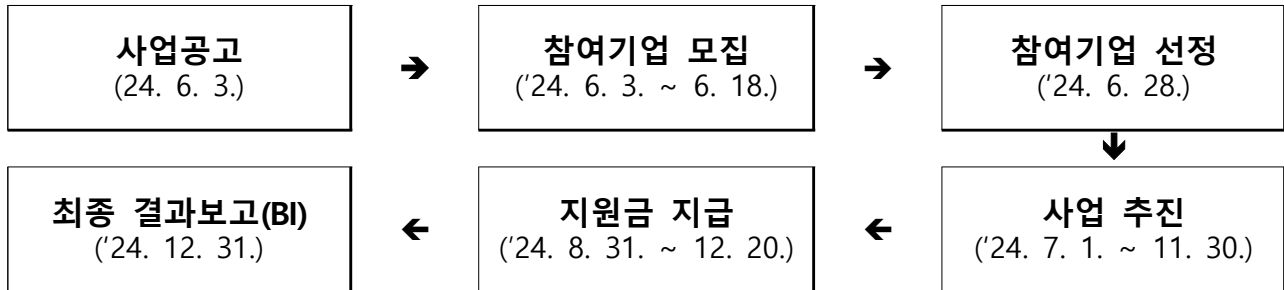 사업공고
(24. 6. 3.)
➔
참여기업 모집
(’24. 6. 3. ~ 6. 18.)
➔
참여기업 선정
(’24. 6. 28.)
🡻
사업 추진
(’24. 7. 1. ~ 11. 30.)
🡸
지원금 지급
(’24. 8. 31. ~ 12. 20.)
🡸
최종 결과보고(BI)
(’24. 12. 31.)